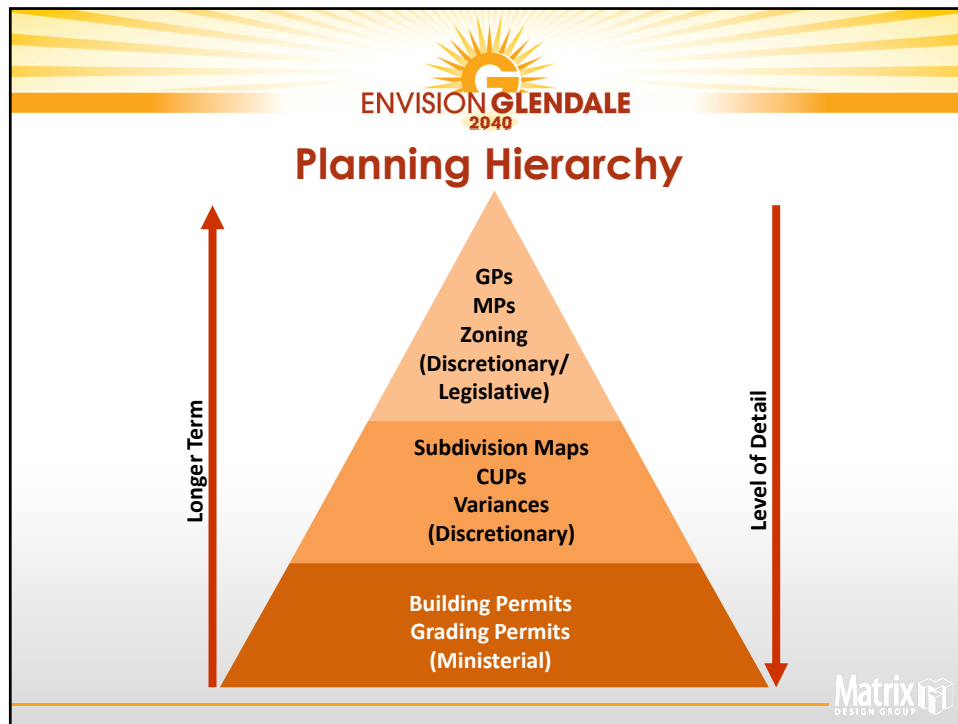 G
ENVISION GLENDALE
2040
Planning Hierarchy
GPs
MPs
Zoning
(Discretionary/
Legislative)
Subdivision Maps
CUPs
Variances
(Discretionary)
Building Permits
Grading Permits
(Ministerial)
Longer Term
Level of Detail
Matrix
DESIGN GROUP